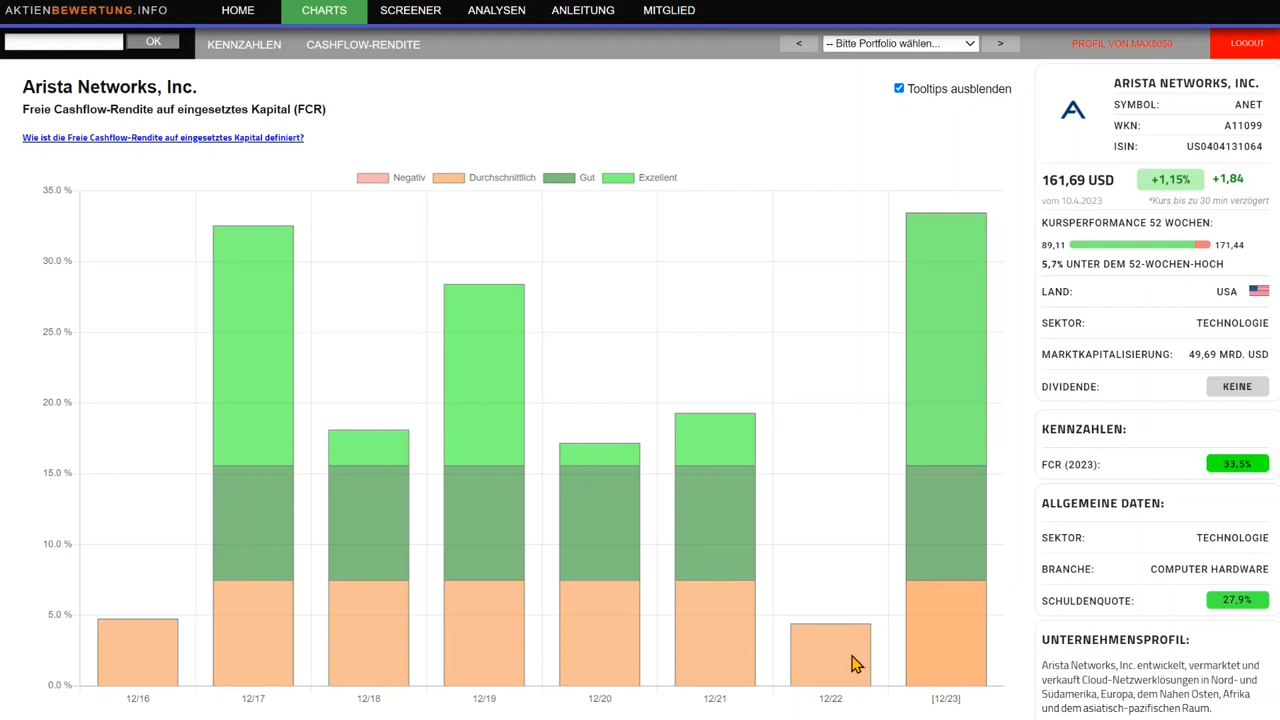 AKTIENBEWERTUNG.INFO HOME CHARTS SCREENER ANALYSEN ANLEITUNG MITGLIED
OK KENNZAHLEN CASHFLOW-RENDITE < -- Bitte Portfolio wählen... > PROFIL VON MAX5050 LOGOUT
Arista Networks, Inc.
Freie Cashflow-Rendite auf eingesetztes Kapital (FCR)
Tooltips ausblenden
Wie ist die Freie Cashflow-Rendite auf eingesetztes Kapital definiert?
Negativ Durchschnittlich Gut Exzellent
35.0 %
30.0 %
25.0 %
20.0 %
15.0 %
10.0 %
5.0 %
0.0 %
12/16 12/17 12/18 12/19 12/20 12/21 12/22 [12/23]
ARISTA NETWORKS, INC.
SYMBOL: ANET
WKN: A11099
ISIN: US0404131064
161,69 USD +1,15% +1,84
vom 10.4.2023 *Kurs bis zu 30 min verzögert
KURSPERFORMANCE 52 WOCHEN:
89,11 171,44
5,7% UNTER DEM 52-WOCHEN-HOCH
LAND: USA
SEKTOR: TECHNOLOGIE
MARKTKAPITALISIERUNG: 49,69 MRD. USD
DIVIDENDE: KEINE
KENNZAHLEN:
FCR (2023): 33,5%
ALLGEMEINE DATEN:
SEKTOR: TECHNOLOGIE
BRANCHE: COMPUTER HARDWARE
SCHULDENQUOTE: 27,9%
UNTERNEHMENSPROFIL:
Arista Networks, Inc. entwickelt, vermarktet und
verkauft Cloud-Netzwerklösungen in Nord- und
Südamerika, Europa, dem Nahen Osten, Afrika
und dem asiatisch-pazifischen Raum.